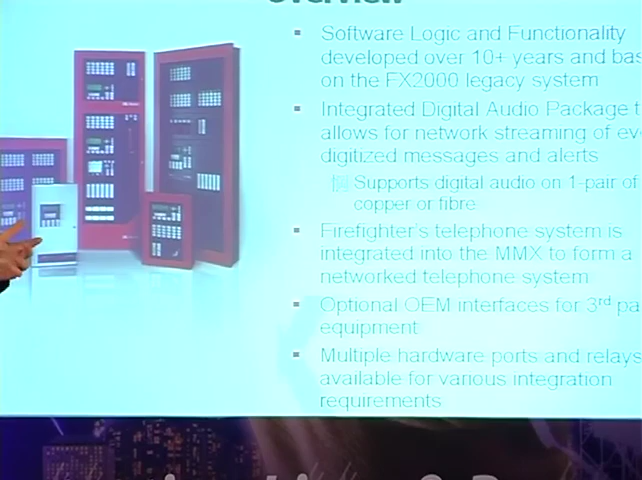 Overview
Software Logic and Functionality
developed over 10+ years and bas
on the FX2000 legacy system
Integrated Digital Audio Package t
allows for network streaming of ev
digitized messages and alerts
Supports digital audio on 1-pair of
copper or fibre
Firefighter's telephone system is
integrated into the MMX to form a
networked telephone system
Optional OEM interfaces for 3rd pa
equipment
Multiple hardware ports and relays
available for various integration
requirements